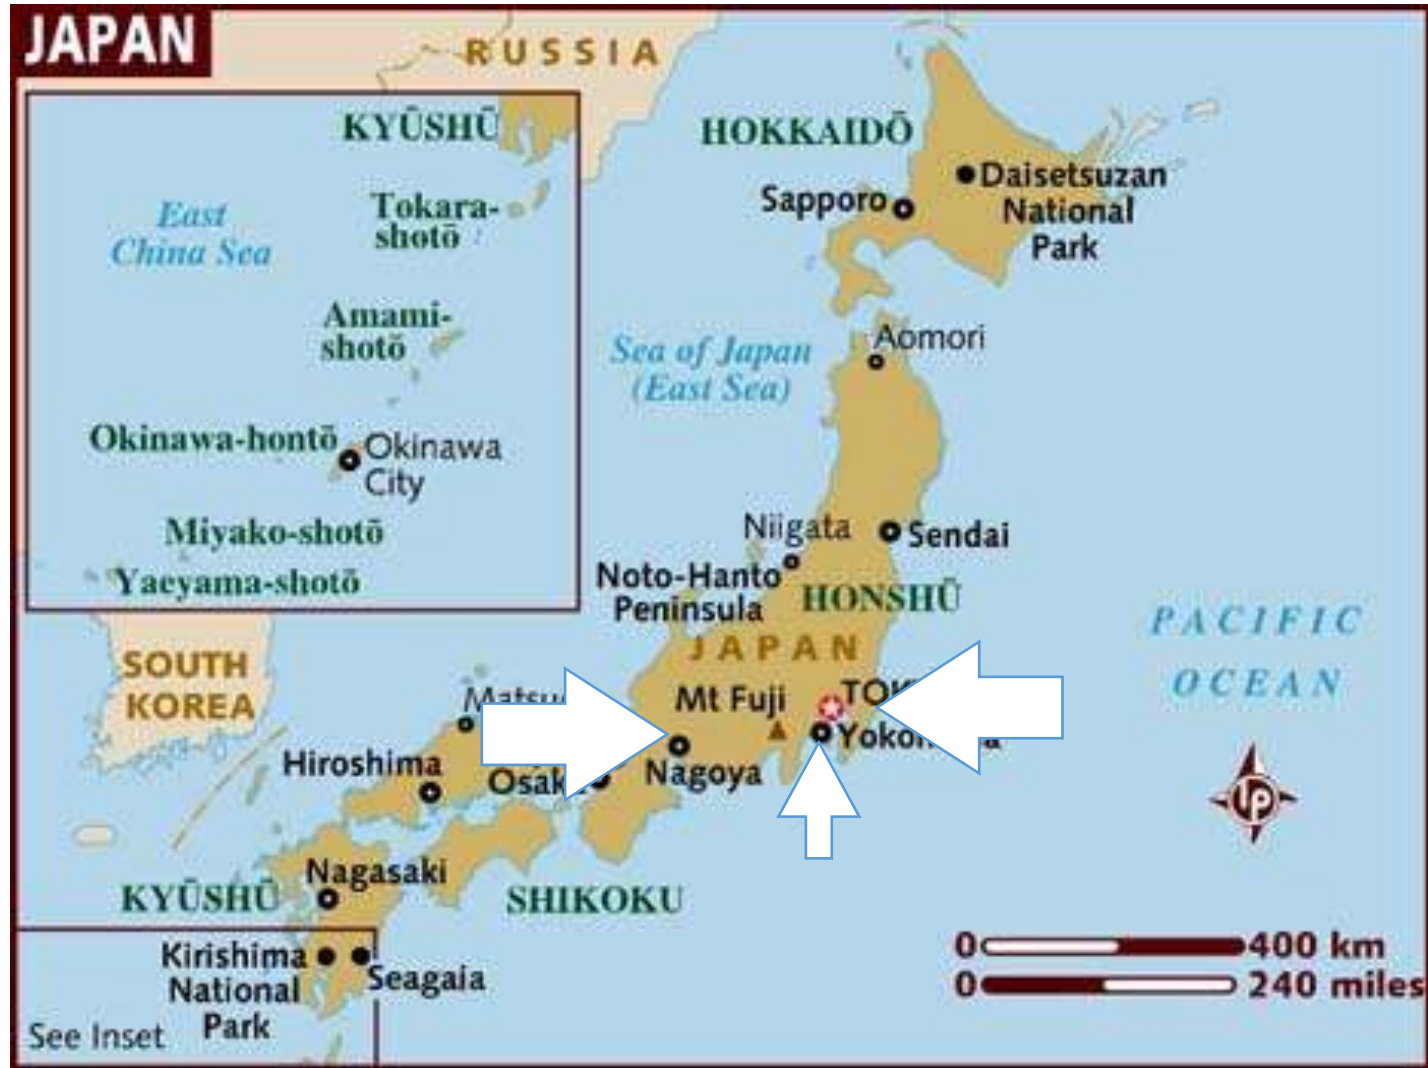 JAPAN
RUSSIA
KYŪSHŪ
HOKKAIDŌ
Daisetsuzan
National
Park
Sapporo
Tokara-
shotō
East
China Sea
Amami-
shotō
Sea of Japan
(East Sea)
Aomori
Okinawa-hontō
Okinawa
City
Miyako-shotō
Yaeyama-shotō
Niigata
Sendai
Noto-Hanto
Peninsula
HONSHŪ
PACIFIC
OCEAN
SOUTH
KOREA
JAPAN
Mt Fuji
Hiroshima
Nagoya
Nagasaki
KYŪSHŪ
SHIKOKU
Kirishima
National
Park
Seagaia
See Inset
LP
0 400 km
0 240 miles